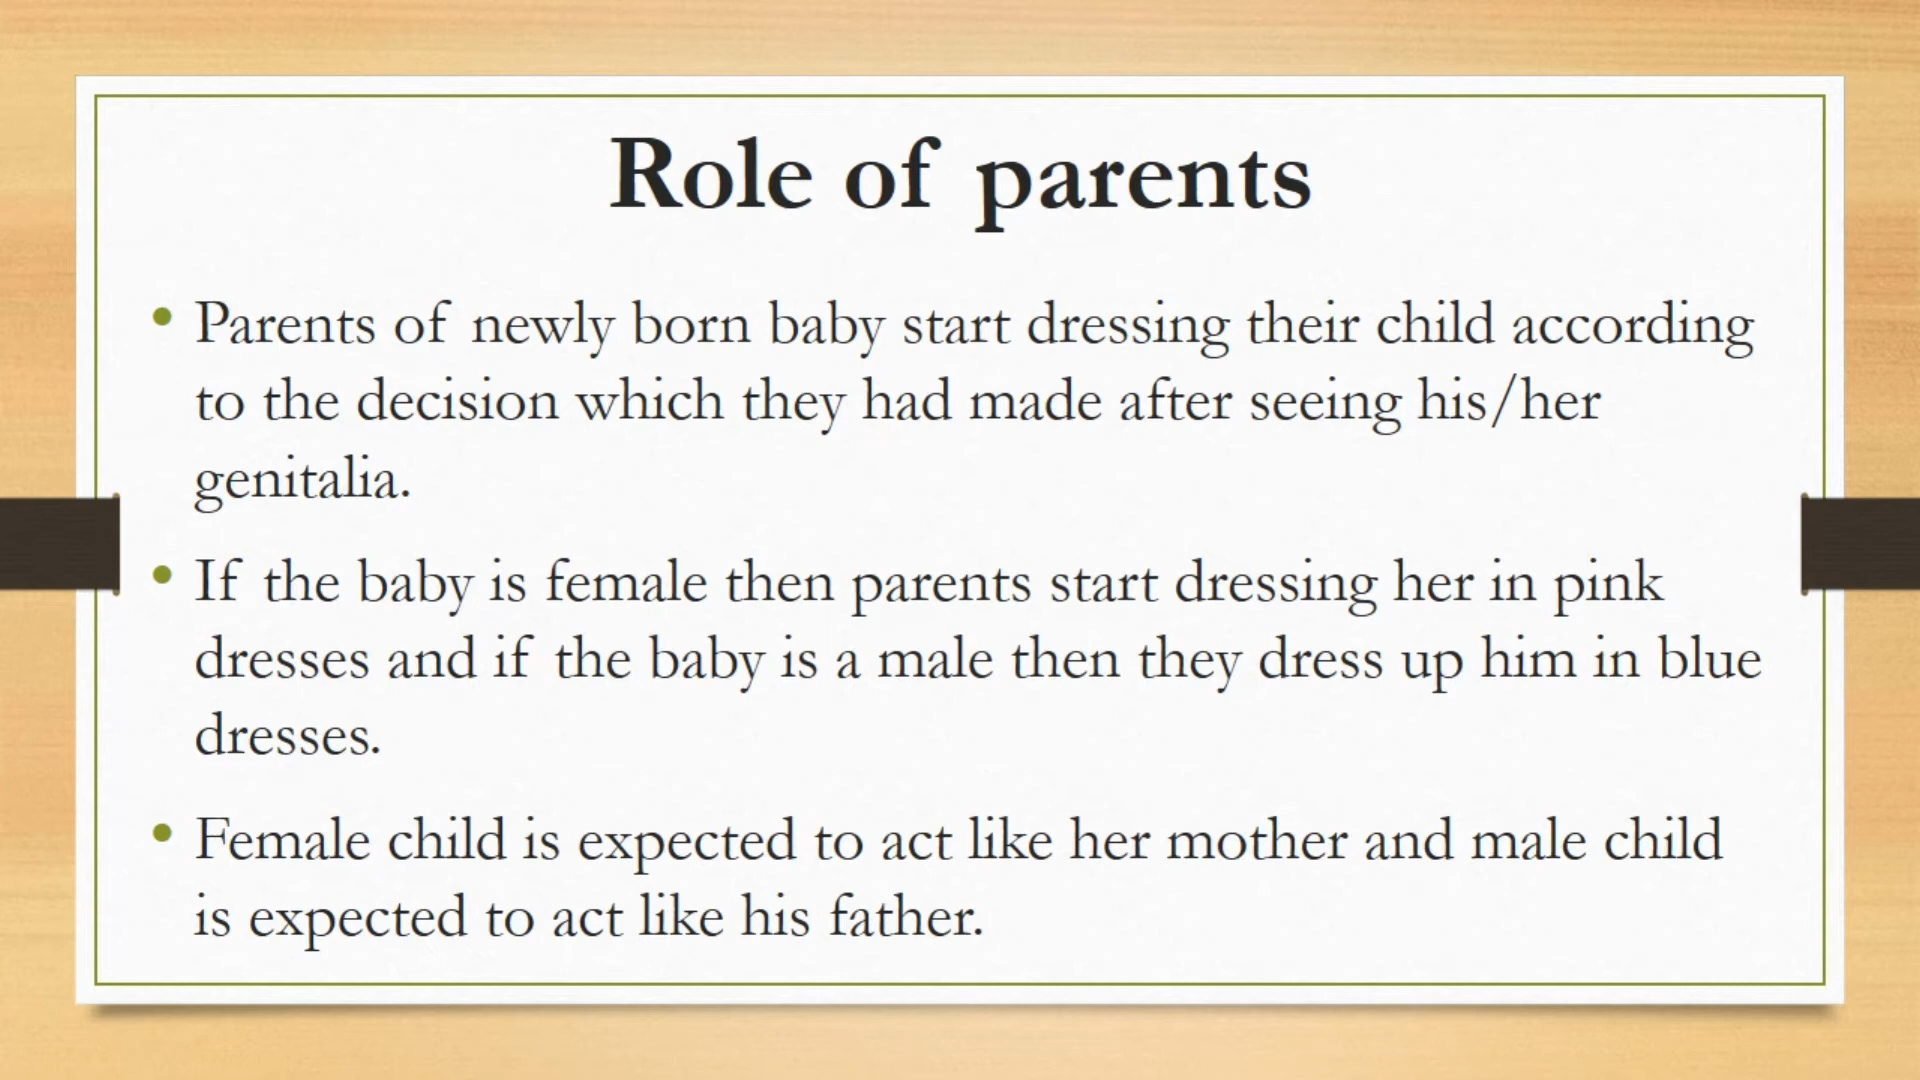 Role of parents
• Parents of newly born baby start dressing their child according
to the decision which they had made after seeing his/her
genitalia.
• If the baby is female then parents start dressing her in pink
dresses and if the baby is a male then they dress up him in blue
dresses.
• Female child is expected to act like her mother and male child
is expected to act like his father.